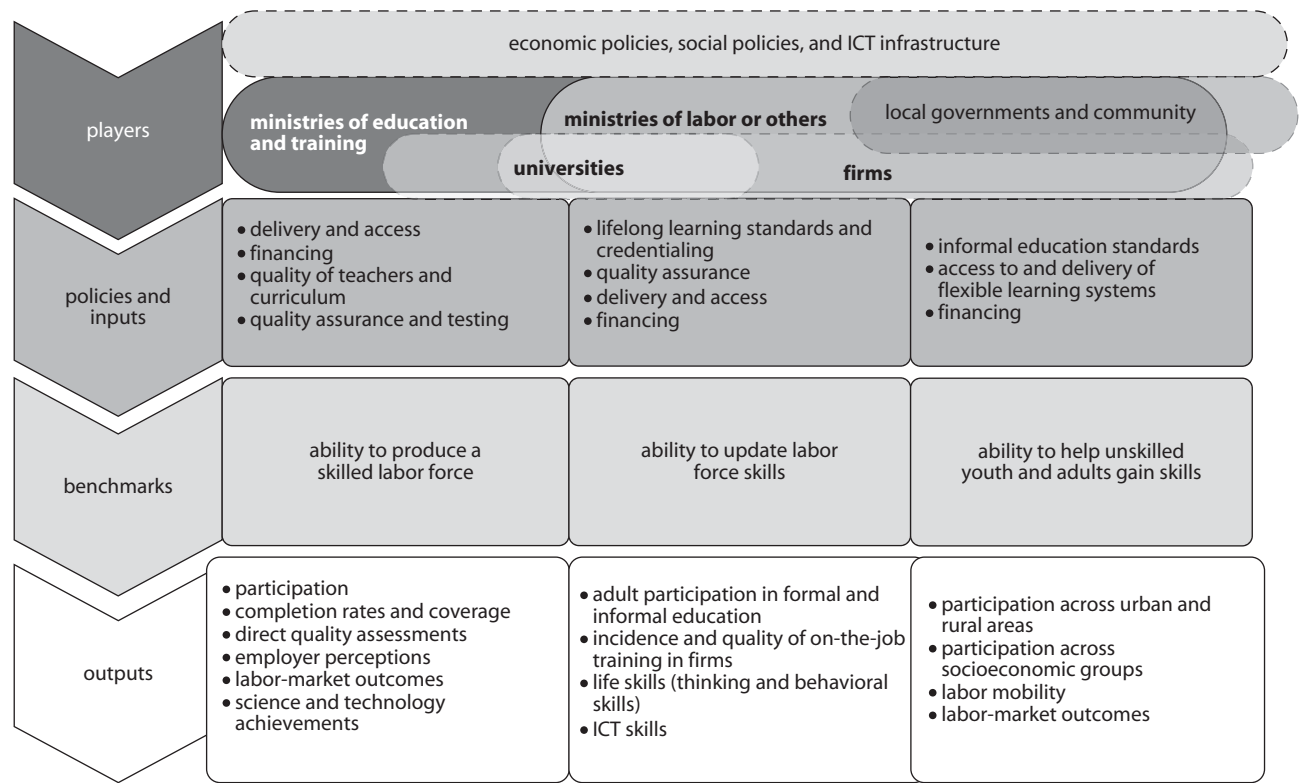 economic policies, social policies, and ICT infrastructure
players
ministries of education
and training
ministries of labor or others
local governments and community
universities
firms
policies and
inputs
• delivery and access
• financing
• quality of teachers and
curriculum
• quality assurance and testing
• lifelong learning standards and
credentialing
• quality assurance
• delivery and access
• financing
• informal education standards
• access to and delivery of
flexible learning systems
• financing
benchmarks
ability to produce a
skilled labor force
ability to update labor
force skills
ability to help unskilled
youth and adults gain skills
outputs
• participation
• completion rates and coverage
• direct quality assessments
• employer perceptions
• labor-market outcomes
• science and technology
achievements
• adult participation in formal and
informal education
• incidence and quality of on-the-job
training in firms
• life skills (thinking and behavioral
skills)
• ICT skills
• participation across urban and
rural areas
• participation across
socioeconomic groups
• labor mobility
• labor-market outcomes